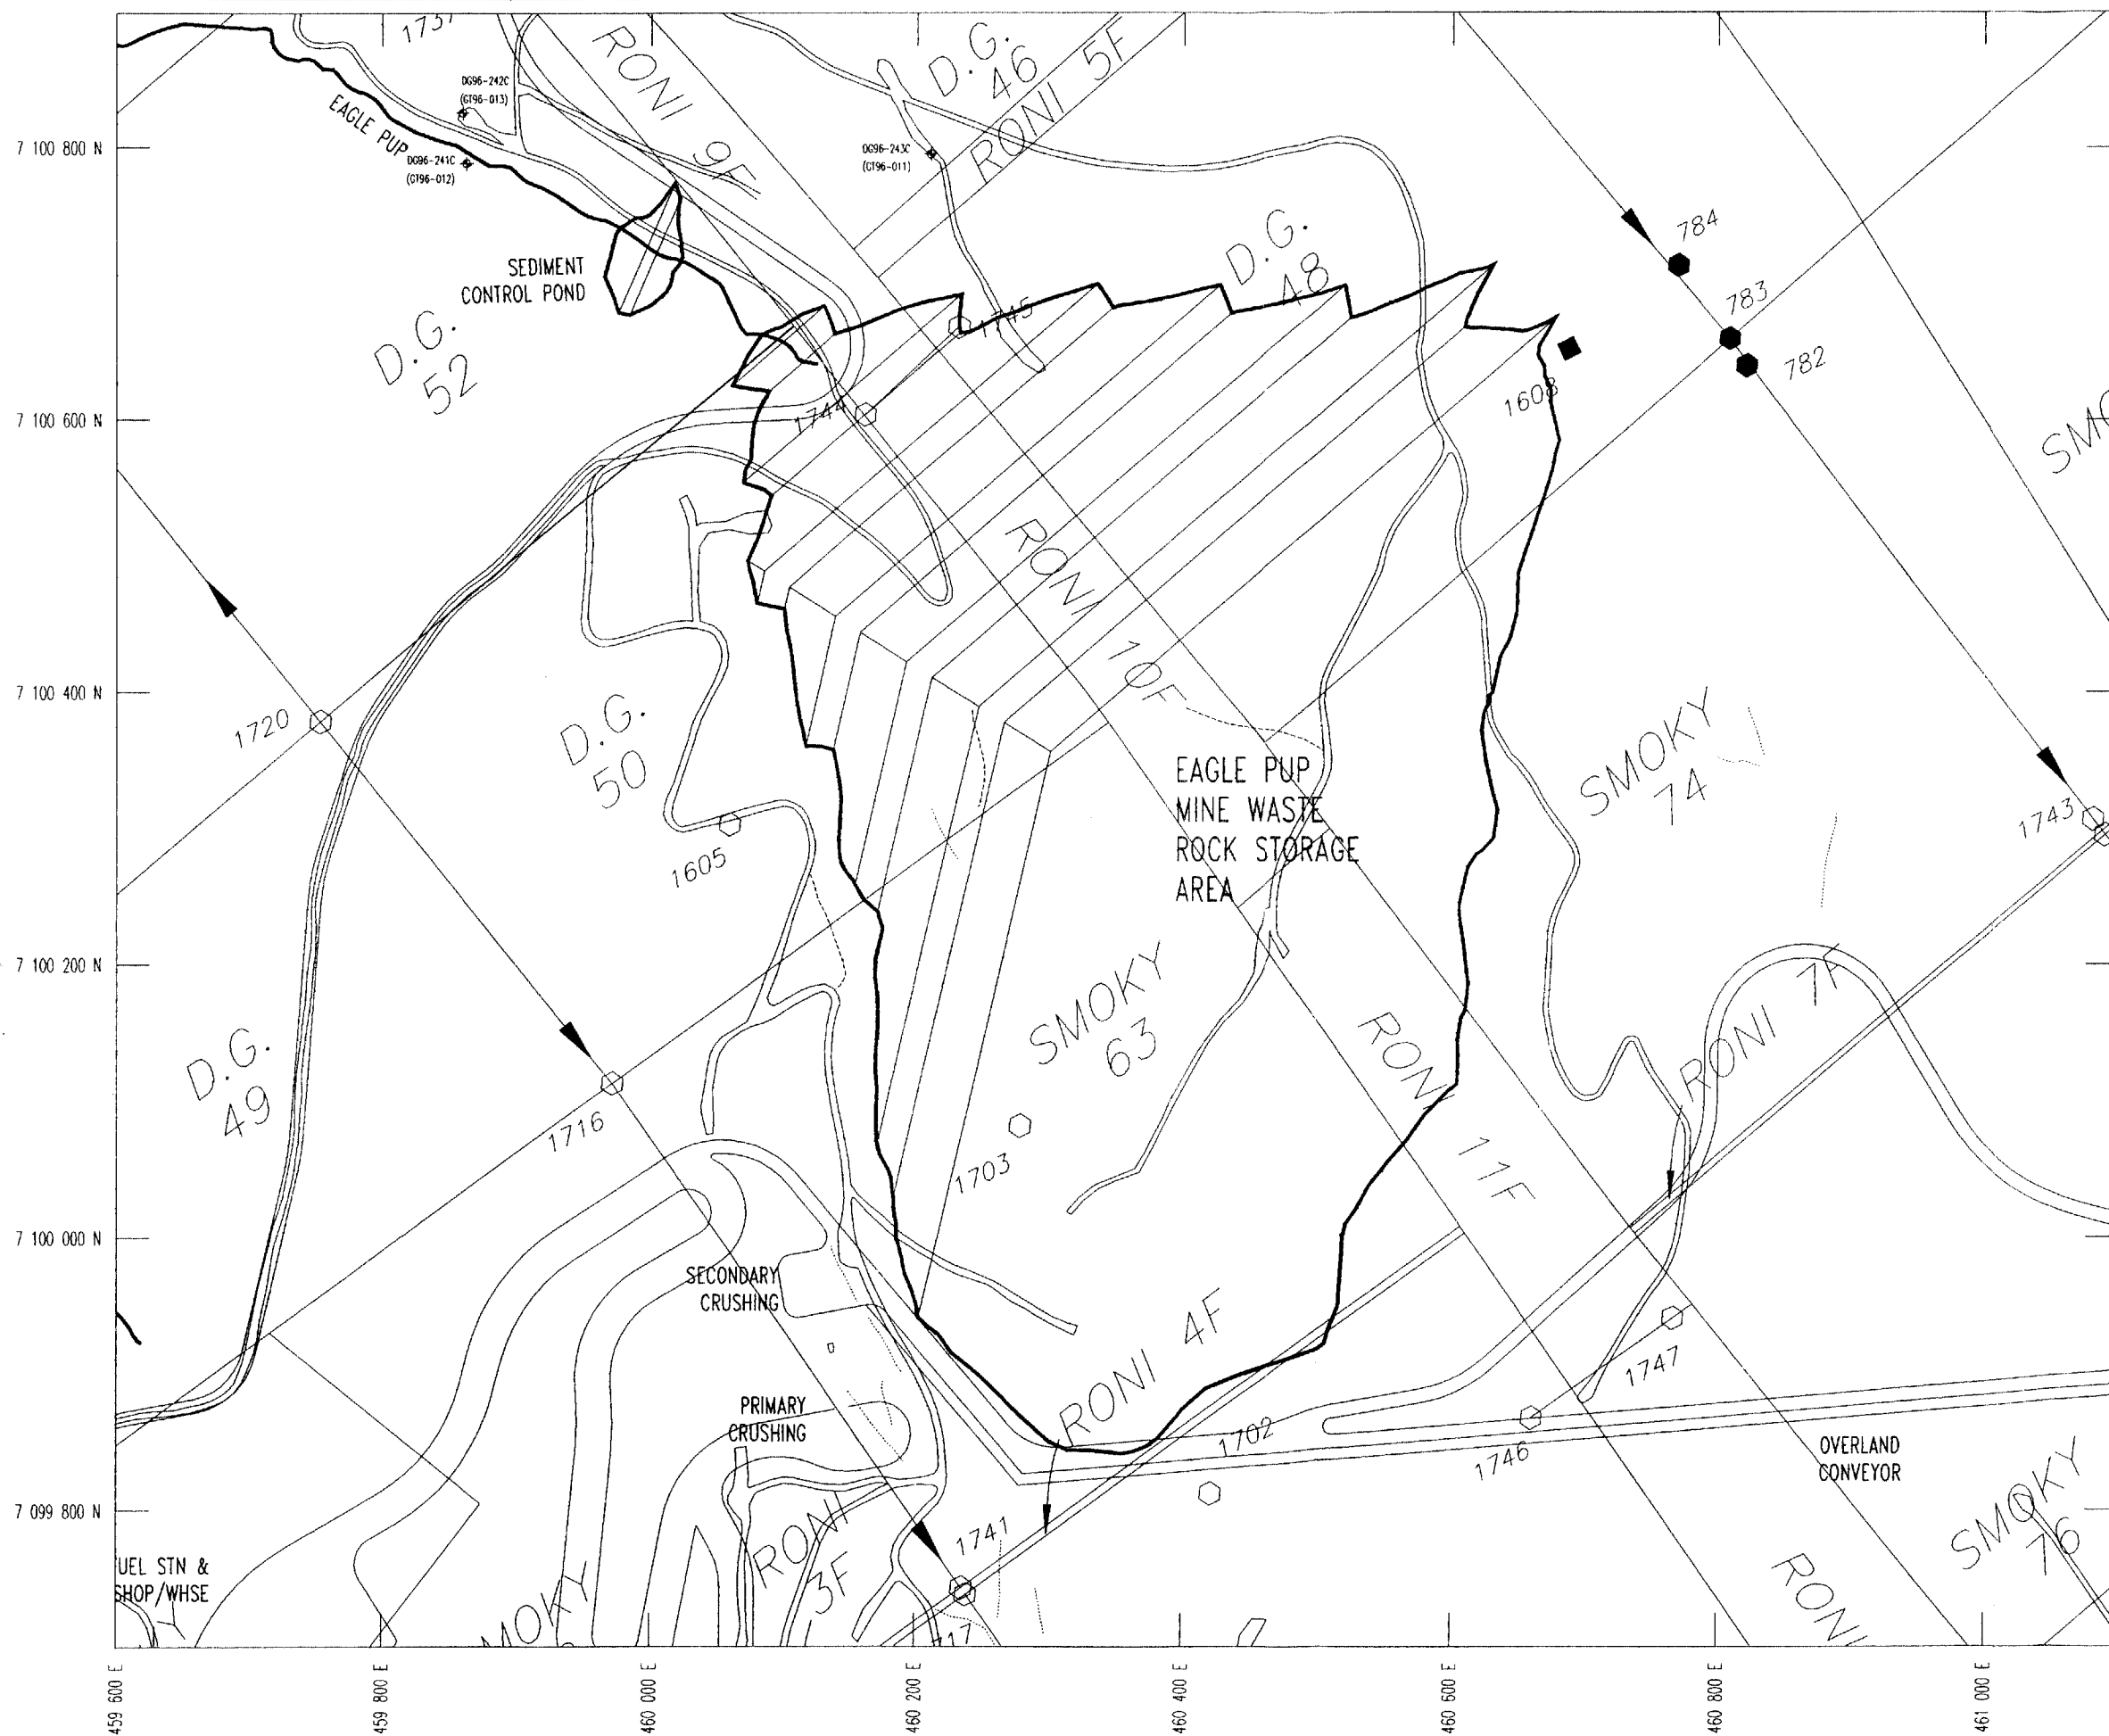 1737
RONI 9F
D.G.
46
RONI 5F
DG96-242C
(GT96-013)
EAGLE PUP
DG96-241C
(GT96-012)
DG96-243C
(GT96-011)
7 100 800 N
SEDIMENT
CONTROL POND
D.G.
48
784
783
782
1745
D.G.
52
1744
1608
7 100 600 N
RONI 10F
7 100 400 N
1720
D.G.
50
EAGLE PUP
MINE WASTE
ROCK STORAGE
AREA
SMOKY
74
1743
1605
7 100 200 N
SMOKY
63
RONI 7F
D.G.
49
1716
1703
RONI 11F
7 100 000 N
SECONDARY
CRUSHING
RONI 4F
1747
PRIMARY
CRUSHING
1702
1746
OVERLAND
CONVEYOR
7 099 800 N
1741
RONI
3F
SMOKY
76
UEL STN &
SHOP/WHSE
MOKY
717
RONI
459 600 E
459 800 E
460 000 E
460 200 E
460 400 E
460 600 E
460 800 E
461 000 E